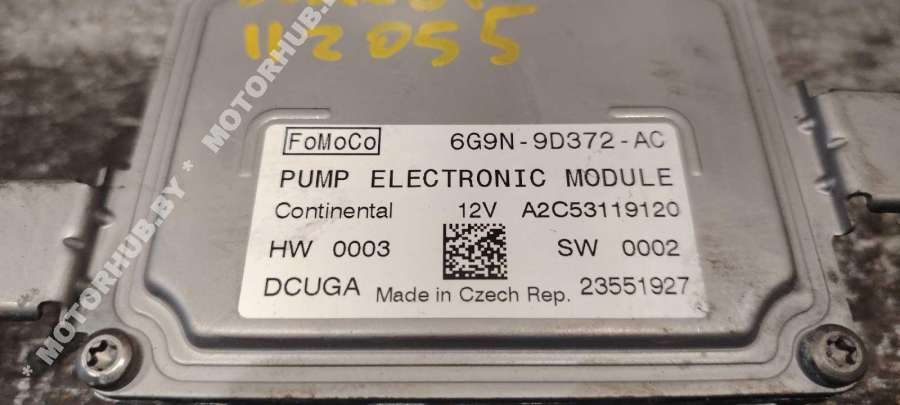 112055
FoMoCo 6G9N-9D372-AC
PUMP ELECTRONIC MODULE
Continental 12V A2C53119120
HW 0003 SW 0002
DCUGA Made in Czech Rep. 23551927
* MOTORHUB.BY * MOTORHUB.BY *